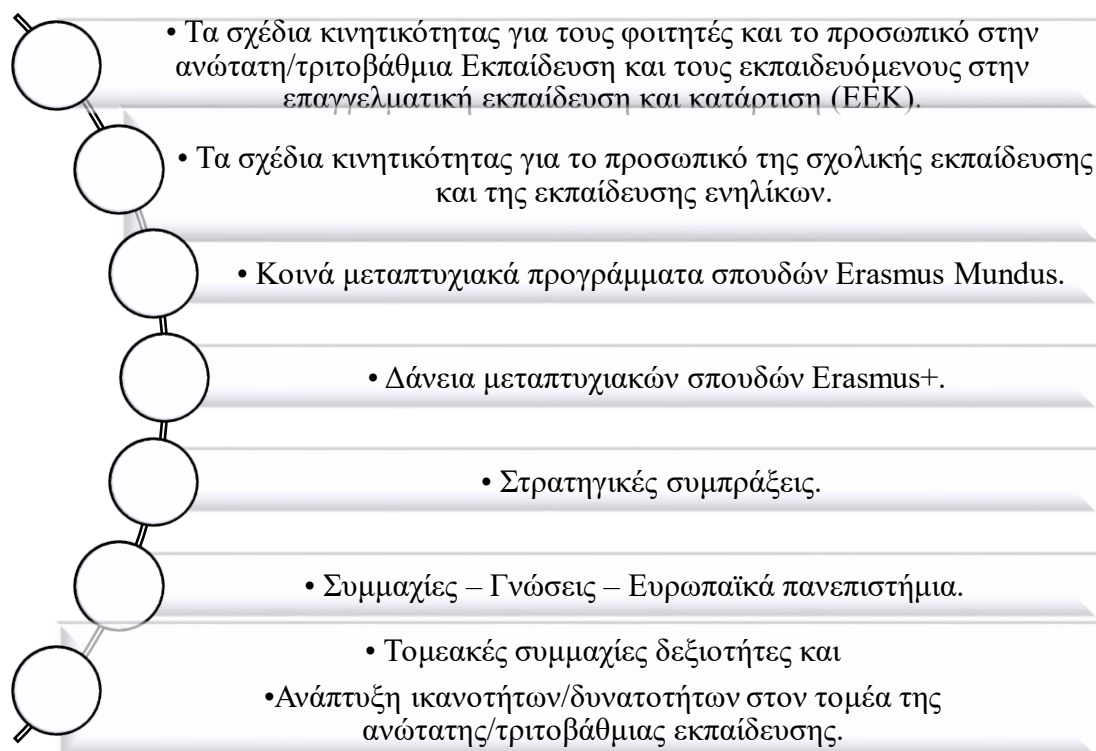 • Τα σχέδια κινητικότητας για τους φοιτητές και το προσωπικό στην
ανώτατη/τριτοβάθμια Εκπαίδευση και τους εκπαιδευόμενους στην
επαγγελματική εκπαίδευση και κατάρτιση (ΕΕΚ).
• Τα σχέδια κινητικότητας για το προσωπικό της σχολικής εκπαίδευσης
και της εκπαίδευσης ενηλίκων.
• Κοινά μεταπτυχιακά προγράμματα σπουδών Erasmus Mundus.
• Δάνεια μεταπτυχιακών σπουδών Erasmus+.
• Στρατηγικές συμπράξεις.
• Συμμαχίες – Γνώσεις – Ευρωπαϊκά πανεπιστήμια.
• Τομεακές συμμαχίες δεξιοτήτες και
•Ανάπτυξη ικανοτήτων/δυνατοτήτων στον τομέα της
ανώτατης/τριτοβάθμιας εκπαίδευσης.